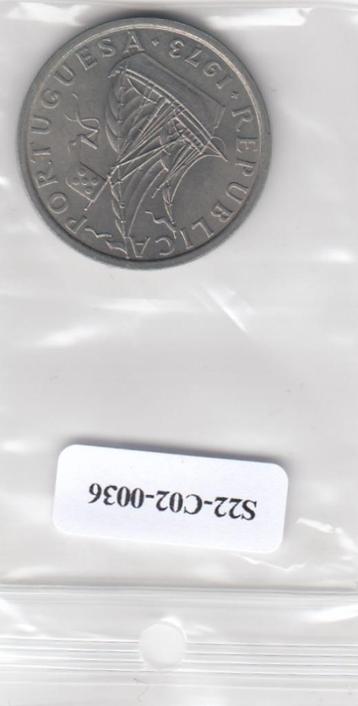 REPUBLICA PORTUGUESA · 1973 ·
S22-C02-0036